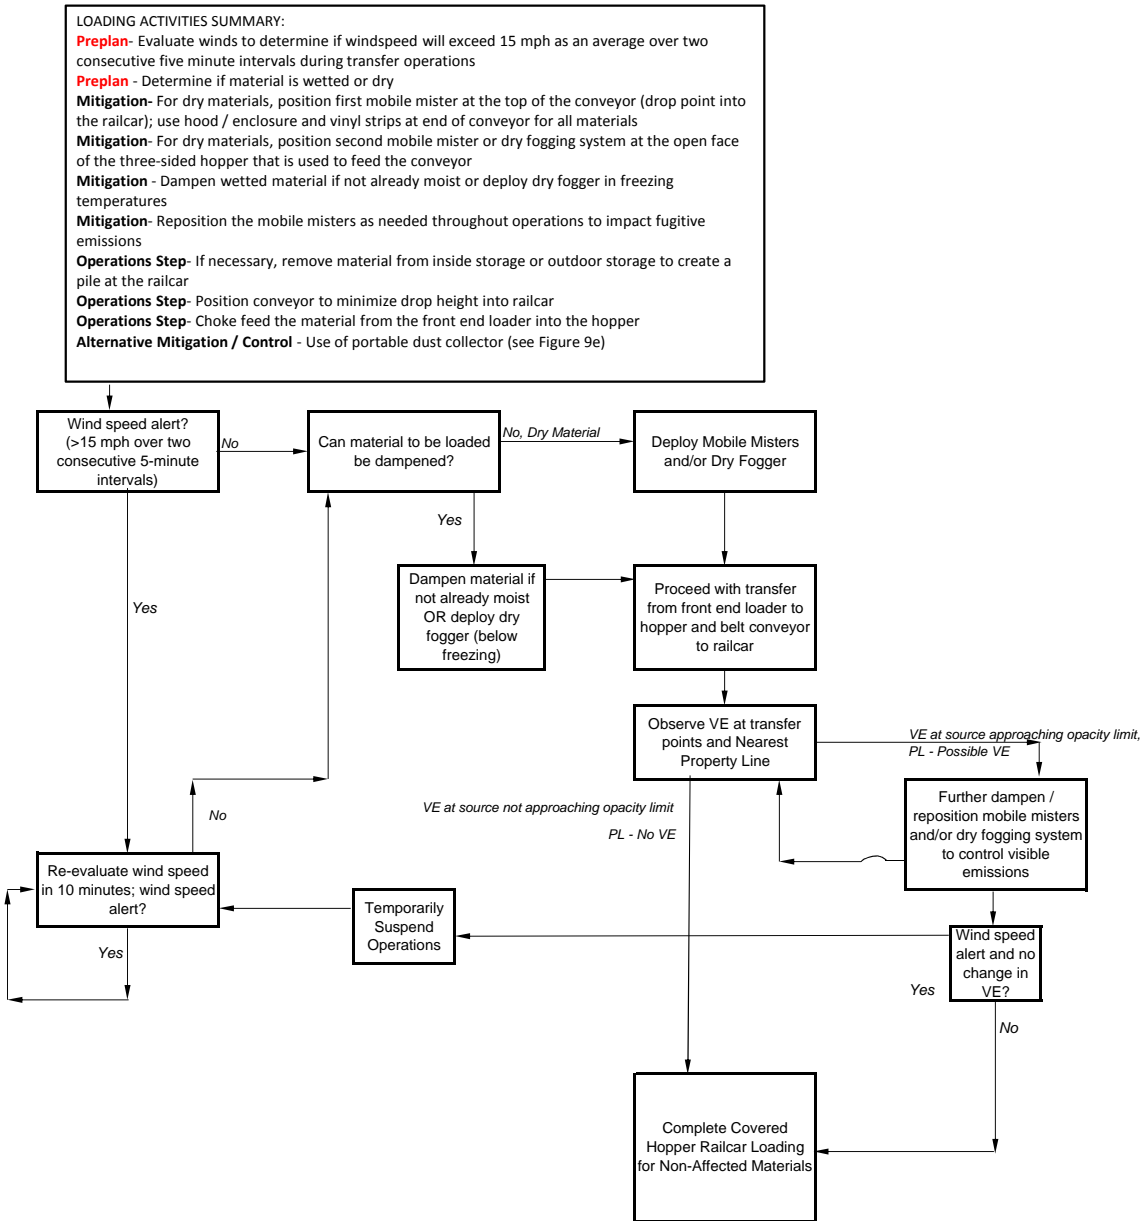 LOADING ACTIVITIES SUMMARY:
Preplan- Evaluate winds to determine if windspeed will exceed 15 mph as an average over two
consecutive five minute intervals during transfer operations
Preplan - Determine if material is wetted or dry
Mitigation- For dry materials, position first mobile mister at the top of the conveyor (drop point into
the railcar); use hood / enclosure and vinyl strips at end of conveyor for all materials
Mitigation- For dry materials, position second mobile mister or dry fogging system at the open face
of the three-sided hopper that is used to feed the conveyor
Mitigation - Dampen wetted material if not already moist or deploy dry fogger in freezing
temperatures
Mitigation- Reposition the mobile misters as needed throughout operations to impact fugitive
emissions
Operations Step- If necessary, remove material from inside storage or outdoor storage to create a
pile at the railcar
Operations Step- Position conveyor to minimize drop height into railcar
Operations Step- Choke feed the material from the front end loader into the hopper
Alternative Mitigation / Control - Use of portable dust collector (see Figure 9e)
Wind speed alert?
(>15 mph over two
consecutive 5-minute
intervals)
No
Can material to be loaded
be dampened?
No, Dry Material
Deploy Mobile Misters
and/or Dry Fogger
Yes
Yes
Dampen material if
not already moist
OR deploy dry
fogger (below
freezing)
Proceed with transfer
from front end loader to
hopper and belt conveyor
to railcar
Observe VE at transfer
points and Nearest
Property Line
VE at source approaching opacity limit,
PL - Possible VE
Further dampen /
reposition mobile misters
and/or dry fogging system
to control visible
emissions
VE at source not approaching opacity limit
PL - No VE
No
Re-evaluate wind speed
in 10 minutes; wind speed
alert?
Yes
Temporarily
Suspend
Operations
Wind speed
alert and no
change in
VE?
Yes
No
Complete Covered
Hopper Railcar Loading
for Non-Affected Materials